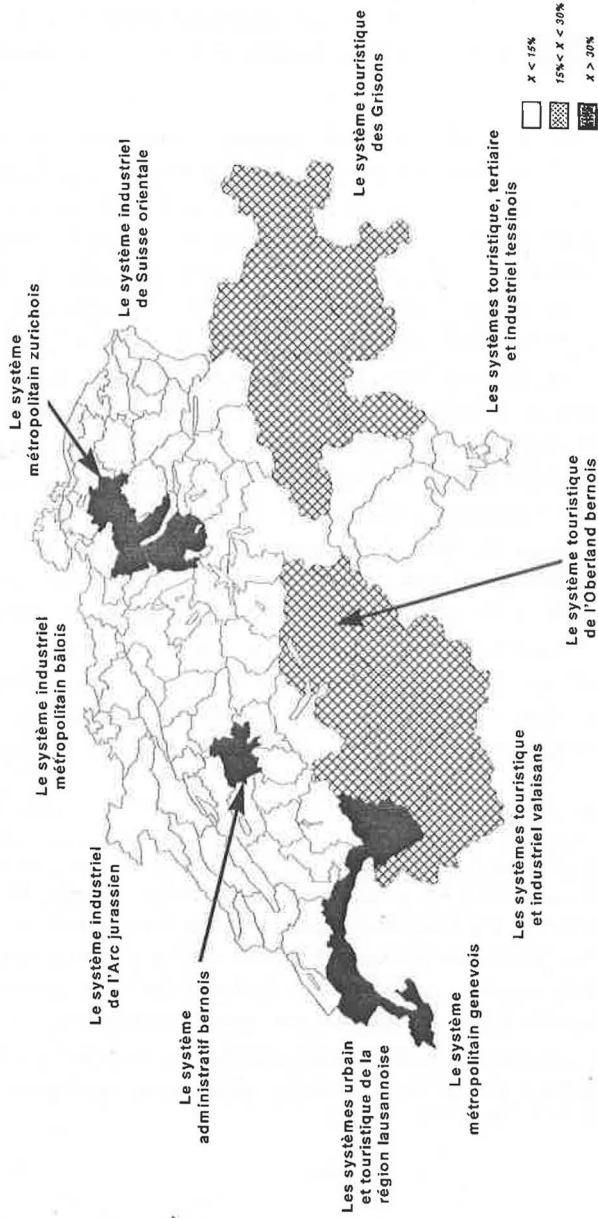 Le système
métropolitain zurichois
Le système industriel
de Suisse orientale
Le système touristique
des Grisons
Le système industriel
métropolitain bâlois
Le système industriel
de l'Arc jurassien
Le système
administratif bernois
Les systèmes urbain
et touristique de la
région lausannoise
Le système
métropolitain genevois
Les systèmes touristique
et industriel valaisans
Le système touristique
de l'Oberland bernois
Les systèmes touristique, tertiaire
et industriel tessinois
X < 15%
15%< X < 30%
X > 30%